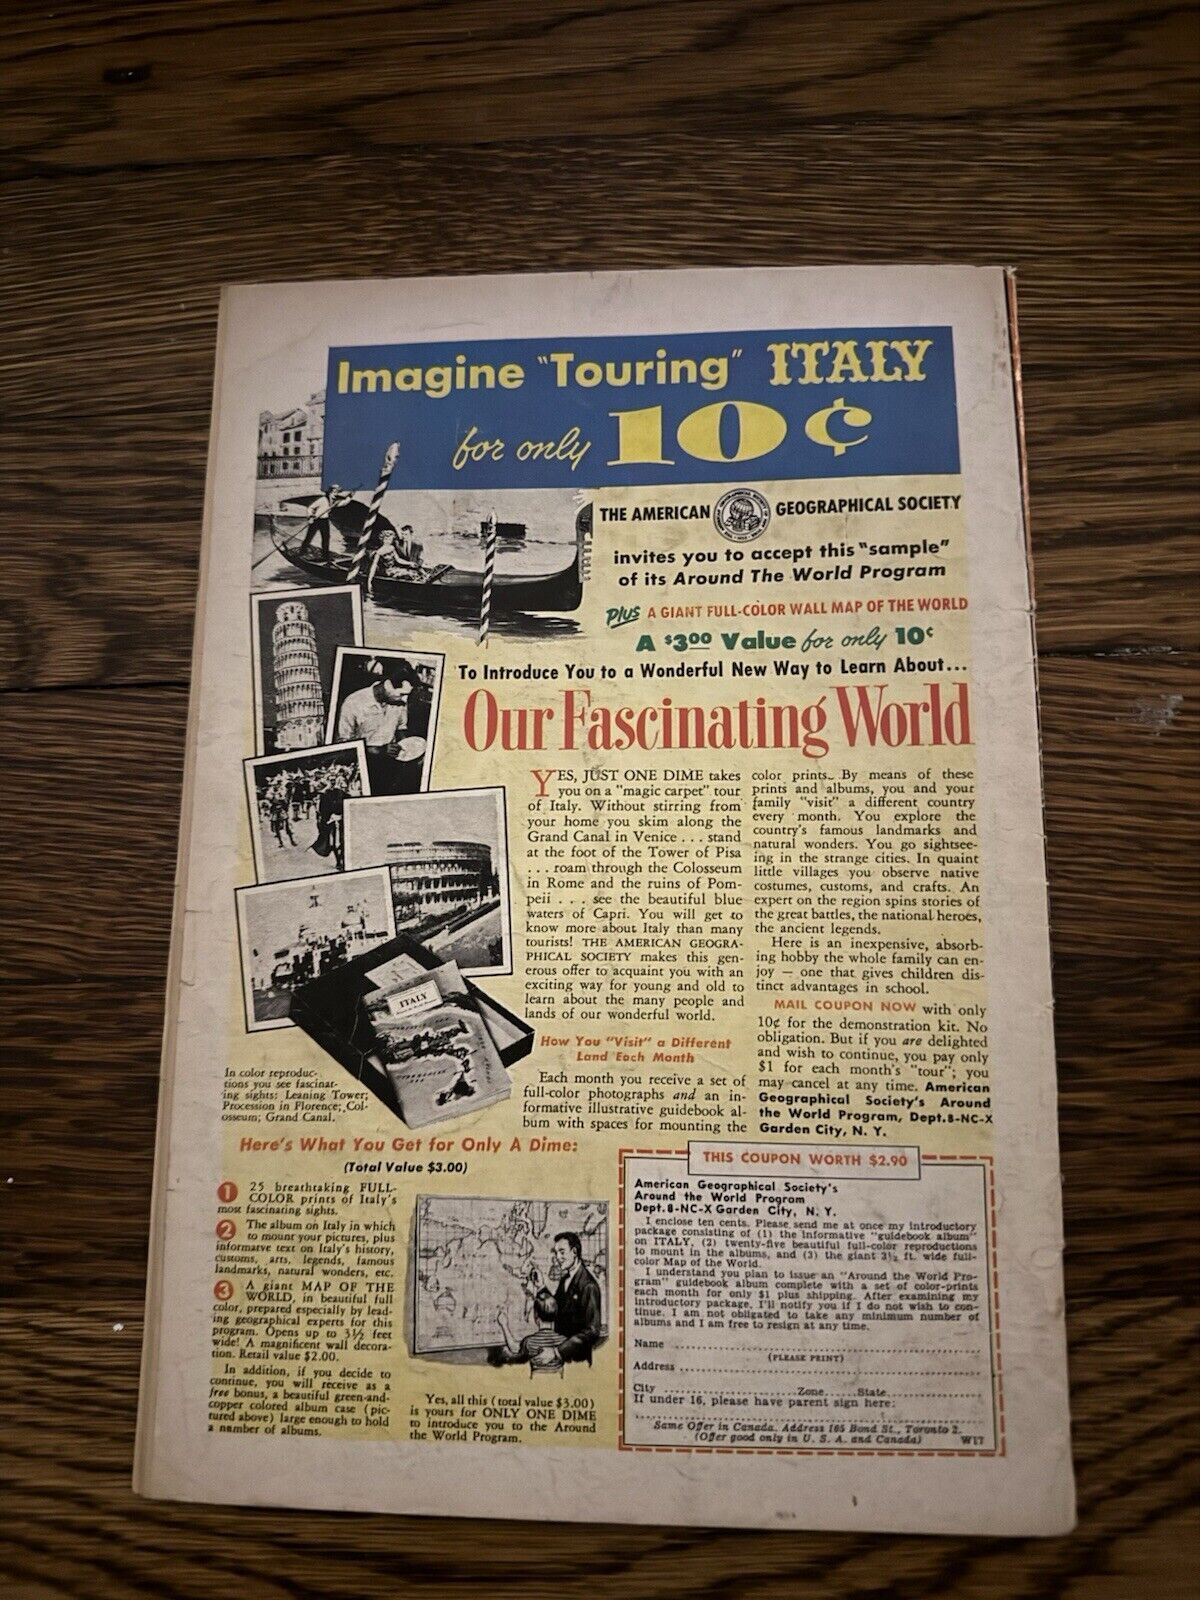 Imagine "Touring" ITALY
for only 10¢
THE AMERICAN GEOGRAPHICAL SOCIETY
invites you to accept this "sample"
of its Around The World Program
Plus A GIANT FULL-COLOR WALL MAP OF THE WORLD
A $3.00 Value for only 10¢
To Introduce You to a Wonderful New Way to Learn About...
Our Fascinating World
YES, JUST ONE DIME takes
you on a "magic carpet" tour
of Italy. Without stirring from
your home you skim along the
Grand Canal in Venice . . . stand
at the foot of the Tower of Pisa
. . . roam through the Colosseum
in Rome and the ruins of Pom-
peii . . . see the beautiful blue
waters of Capri. You will get to
know more about Italy than many
tourists! THE AMERICAN GEOGRA-
PHICAL SOCIETY makes this gen-
erous offer to acquaint you with an
exciting way for young and old to
learn about the many people and
lands of our wonderful world.
How You "Visit" a Different
Land Each Month
Each month you receive a set of
full-color photographs and an in-
formative illustrative guidebook al-
bum with spaces for mounting the
color prints. By means of these
prints and albums, you and your
family "visit" a different country
every month. You explore the
country's famous landmarks and
natural wonders. You go sightsee-
ing in the strange cities. In quaint
little villages you observe native
costumes, customs, and crafts. An
expert on the region spins stories of
the great battles, the national heroes,
the ancient legends.
Here is an inexpensive, absorb-
ing hobby the whole family can en-
joy — one that gives children dis-
tinct advantages in school.
MAIL COUPON NOW with only
10¢ for the demonstration kit. No
obligation. But if you are delighted
and wish to continue, you pay only
$1 for each month's "tour"; you
may cancel at any time. American
Geographical Society's Around
the World Program, Dept.8-NC-X
Garden City, N. Y.
ITALY
In color reproduc-
tions you see fascinat-
ing sights: Leaning Tower;
Procession in Florence; Col-
osseum; Grand Canal.
Here's What You Get for Only A Dime:
(Total Value $3.00)
1 25 breathtaking FULL-
COLOR prints of Italy's
most fascinating sights.
2 The album on Italy in which
to mount your pictures, plus
informatve text on Italy's history,
customs, arts, legends, famous
landmarks, natural wonders, etc.
3 A giant MAP OF THE
WORLD, in beautiful full
color, prepared especially by lead-
ing geographical experts for this
program. Opens up to 3½ feet
wide! A magnificent wall decora-
tion. Retail value $2.00.
In addition, if you decide to
continue, you will receive as a
free bonus, a beautiful green-and-
copper colored album case (pic-
tured above) large enough to hold
a number of albums.
Yes, all this (total value $3.00)
is yours for ONLY ONE DIME
to introduce you to the Around
the World Program.
THIS COUPON WORTH $2.90
American Geographical Society's
Around the World Program
Dept.8-NC-X Garden City, N. Y.
I enclose ten cents. Please send me at once my introductory
package consisting of (1) the informative "guidebook album"
on ITALY, (2) twenty-five beautiful full-color reproductions
to mount in the albums, and (3) the giant 3½ ft. wide full-
color Map of the World.
I understand you plan to issue an "Around the World Pro-
gram" guidebook album complete with a set of color-prints
each month for only $1 plus shipping. After examining my
introductory package, I'll notify you if I do not wish to con-
tinue. I am not obligated to take any minimum number of
albums and I am free to resign at any time.
Name
(PLEASE PRINT)
Address
City Zone State
If under 16, please have parent sign here:
Same Offer in Canada. Address 105 Bond St., Toronto 2.
(Offer good only in U. S. A. and Canada) W17